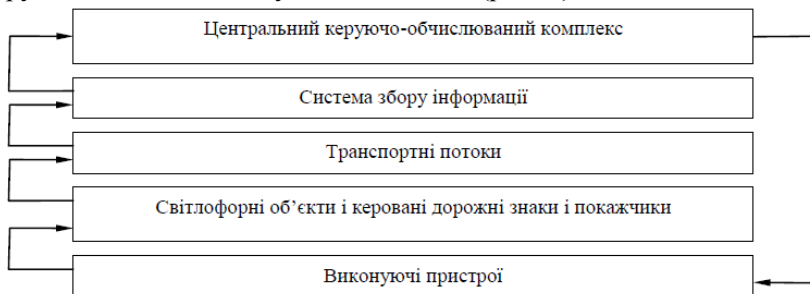 Центральний керуючо-обчислюваний комплекс
Система збору інформації
Транспортні потоки
Світлофорні об’єкти і керовані дорожні знаки і покажчики
Виконуючі пристрої